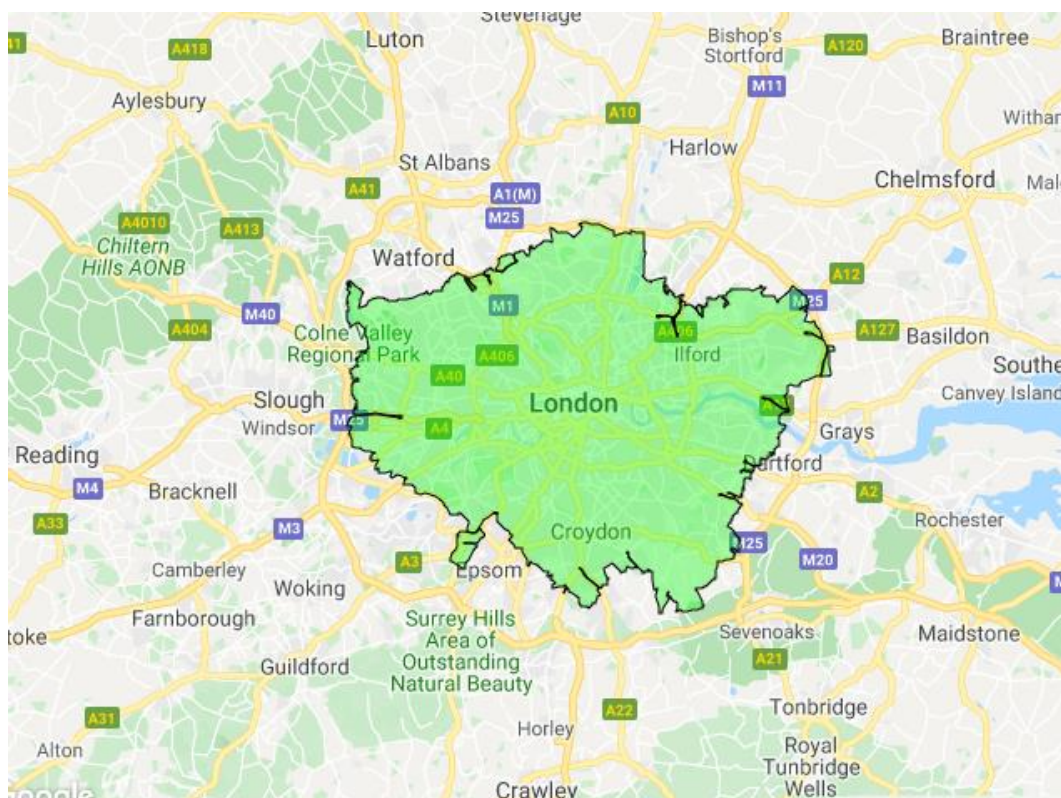 Stevenage
41
A418
Luton
Bishop's
Stortford
A120
Braintree
M11
Aylesbury
A10
Harlow
St Albans
A41
A1(M)
M25
Chelmsford
A4010
A413
Chiltern
Hills AONB
Watford
A12
M25
M40
M1
A404
Colne Valley
Regional Park
A406
A406
Ilford
A127
Basildon
A40
Slough
London
Canvey Island
Windsor
M25
A4
Grays
Reading
M4
Bracknell
Dartford
A2
A33
M3
Croydon
M25
Rochester
A3
Epsom
M20
Camberley
Woking
Farnborough
Surrey Hills
Area of
Outstanding
Natural Beauty
Sevenoaks
Maidstone
Guildford
A21
A31
A22
Tonbridge
Horley
Alton
Royal
Tunbridge
Wells
Crawley